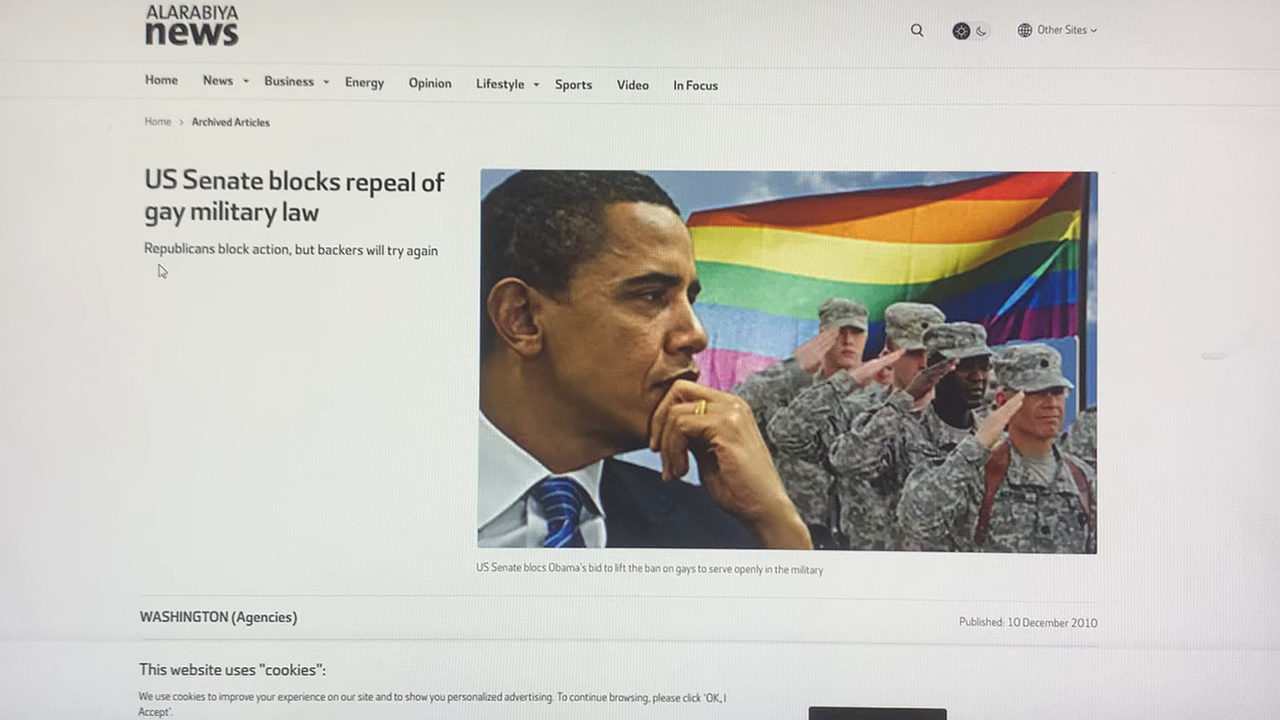 ALARABIYA
news
Other Sites
Home News Business Energy Opinion Lifestyle Sports Video In Focus
Home > Archived Articles
US Senate blocks repeal of
gay military law
Republicans block action, but backers will try again
US Senate blocs Obama's bid to lift the ban on gays to serve openly in the military
WASHINGTON (Agencies)
Published: 10 December 2010
This website uses "cookies":
We use cookies to improve your experience on our site and to show you personalized advertising. To continue browsing, please click 'OK, I
Accept'.